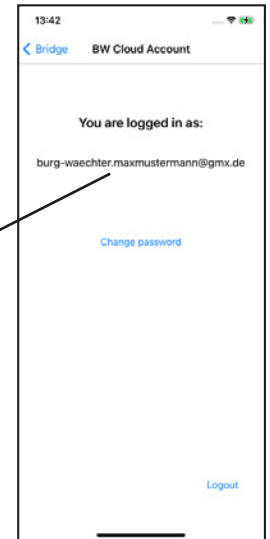 13:42
Bridge BW Cloud Account
You are logged in as:
burg-waechter.maxmustermann@gmx.de
Change password
Logout